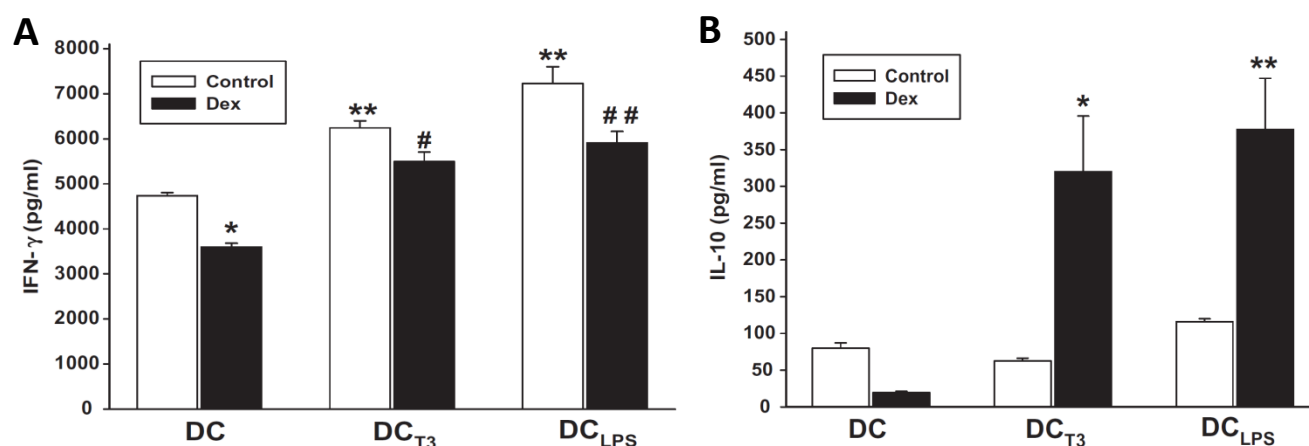 A
IFN-γ (pg/ml)
8000
7000
6000
5000
4000
3000
2000
1000
0
Control
Dex
*
**
#
**
# #
DC
DC_T3
DC_LPS
B
IL-10 (pg/ml)
500
450
400
350
300
250
200
150
100
50
0
Control
Dex
*
**
DC
DC_T3
DC_LPS